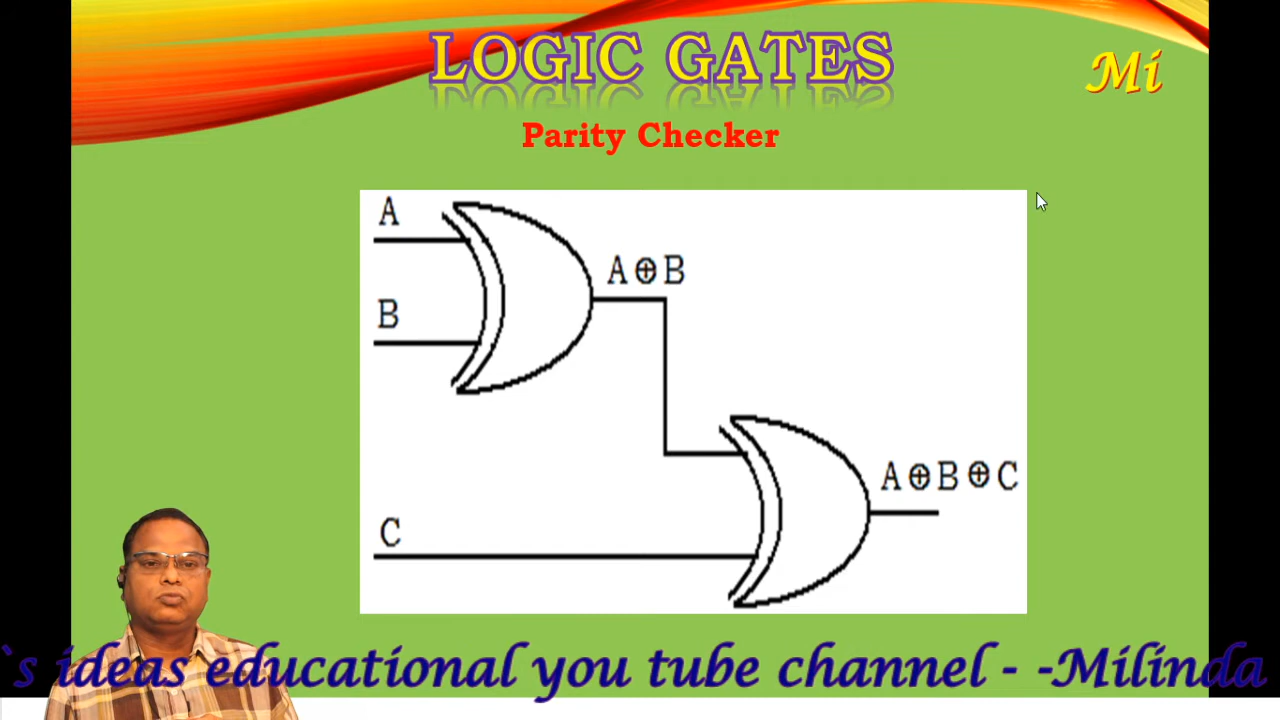 LOGIC GATES
Mi
Parity Checker
A
A⊕B
B
A⊕B⊕C
C
`s ideas educational you tube channel - -Milinda